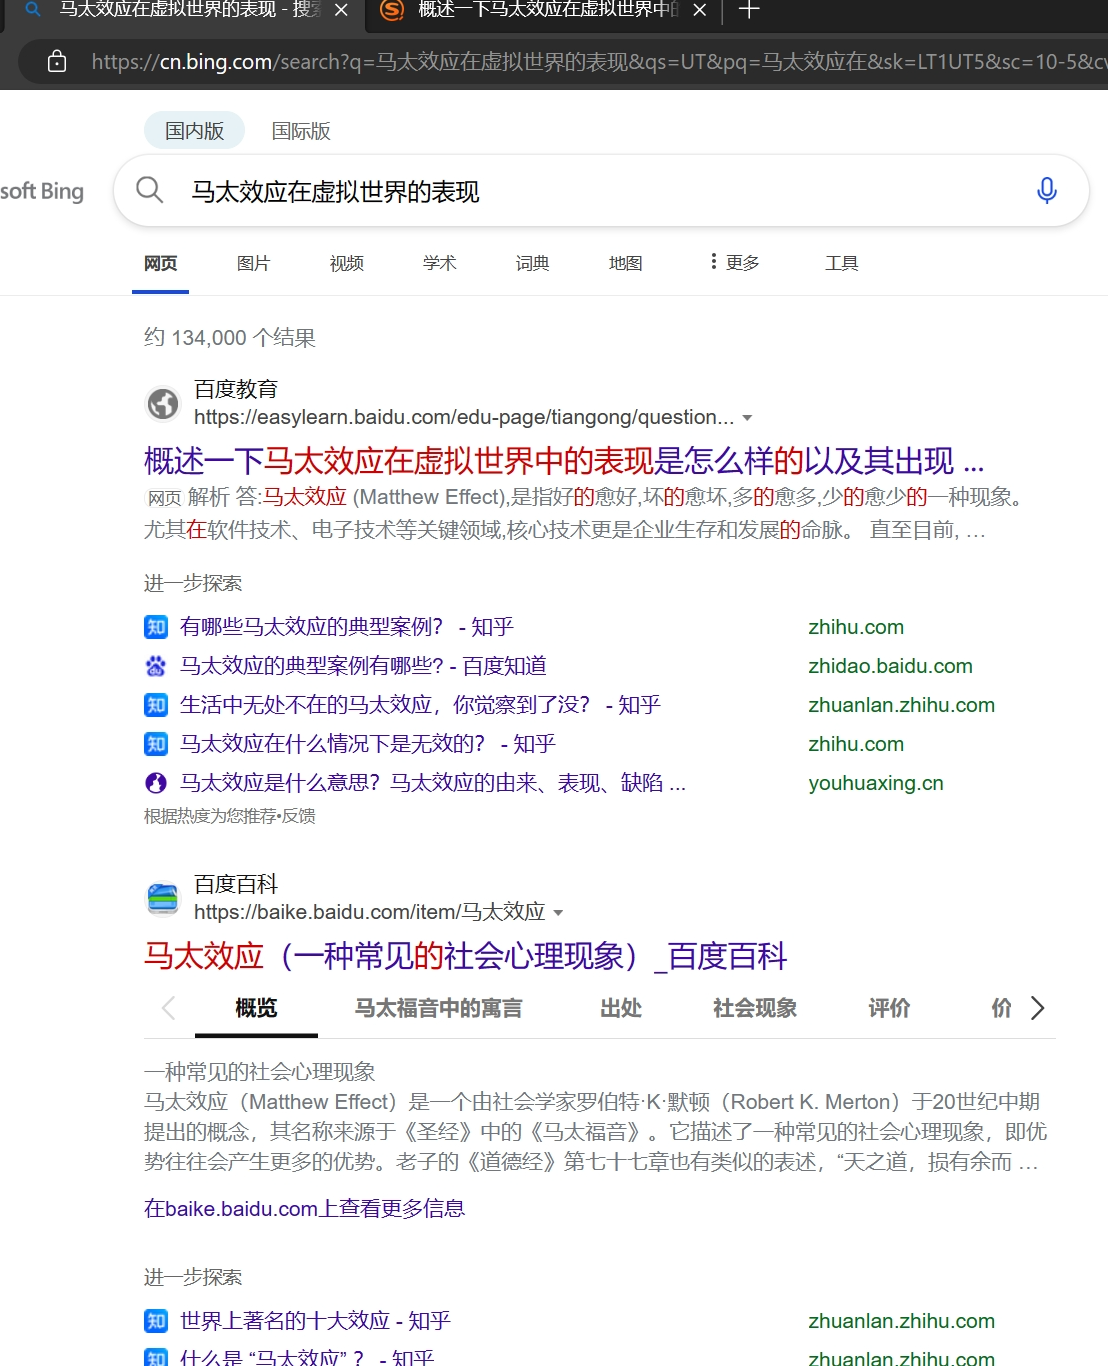 马太效应在虚拟世界的表现 - 搜索
概述一下马太效应在虚拟世界中的
https://cn.bing.com/search?q=马太效应在虚拟世界的表现&qs=UT&pq=马太效应在&sk=LT1UT5&sc=10-5&cv
国内版 国际版
soft Bing
马太效应在虚拟世界的表现
网页 图片 视频 学术 词典 地图 更多 工具
约 134,000 个结果
百度教育
https://easylearn.baidu.com/edu-page/tiangong/question...
概述一下马太效应在虚拟世界中的表现是怎么样的以及其出现 ...
网页 解析 答:马太效应 (Matthew Effect),是指好的愈好,坏的愈坏,多的愈多,少的愈少的一种现象。
尤其在软件技术、电子技术等关键领域,核心技术更是企业生存和发展的命脉。 直至目前, …
进一步探索
有哪些马太效应的典型案例？ - 知乎 zhihu.com
马太效应的典型案例有哪些? - 百度知道 zhidao.baidu.com
生活中无处不在的马太效应，你觉察到了没？ - 知乎 zhuanlan.zhihu.com
马太效应在什么情况下是无效的？ - 知乎 zhihu.com
马太效应是什么意思？马太效应的由来、表现、缺陷 ... youhuaxing.cn
根据热度为您推荐•反馈
百度百科
https://baike.baidu.com/item/马太效应
马太效应（一种常见的社会心理现象）_百度百科
概览 马太福音中的寓言 出处 社会现象 评价 价
一种常见的社会心理现象
马太效应（Matthew Effect）是一个由社会学家罗伯特·K·默顿（Robert K. Merton）于20世纪中期
提出的概念，其名称来源于《圣经》中的《马太福音》。它描述了一种常见的社会心理现象，即优
势往往会产生更多的优势。老子的《道德经》第七十七章也有类似的表述，“天之道，损有余而 …
在baike.baidu.com上查看更多信息
进一步探索
世界上著名的十大效应 - 知乎 zhuanlan.zhihu.com
什么是 “马太效应” ？ - 知乎 zhuanlan.zhihu.com